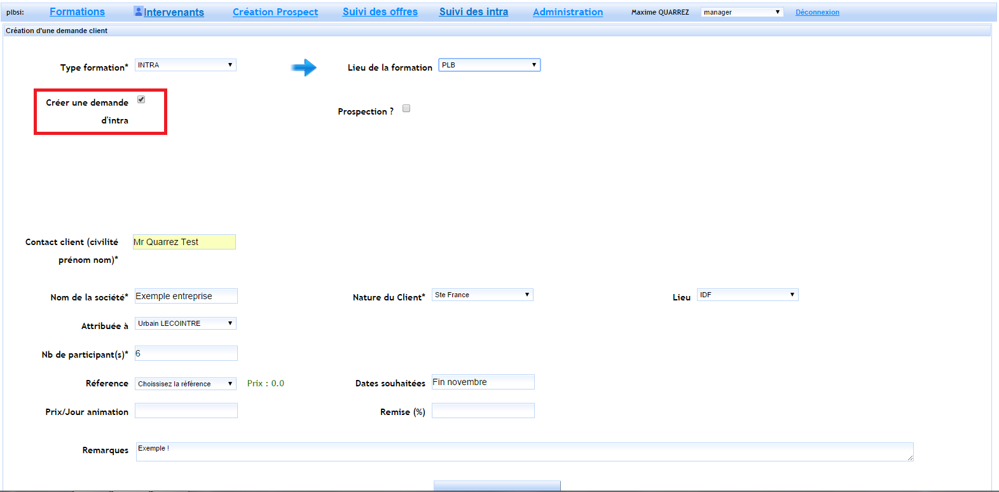 plbsi: Formations Intervenants Création Prospect Suivi des offres Suivi des intra Administration Maxime QUARREZ manager Déconnexion
Création d'une demande client
Type formation* INTRA Lieu de la formation PLB
Créer une demande
d'intra
Prospection ?
Contact client (civilité
prénom nom)* Mr Quarrez Test
Nom de la société* Exemple entreprise Nature du Client* Ste France Lieu IDF
Attribuée à Urbain LECOINTRE
Nb de participant(s)* 6
Réference Choissisez la référence Prix : 0.0 Dates souhaitées Fin novembre
Prix/Jour animation Remise (%)
Remarques Exemple !